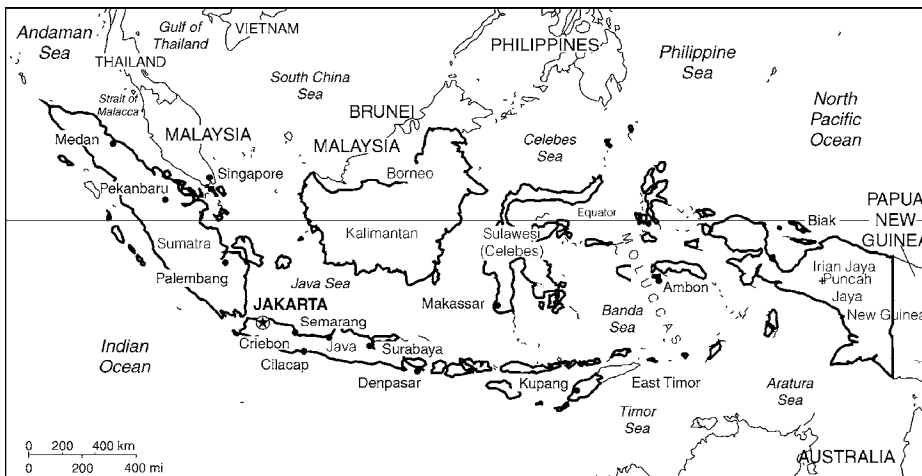 Andaman
Sea
Gulf of
Thailand
VIETNAM
THAILAND
PHILIPPINES
Philippine
Sea
South China
Sea
Strait of
Malacca
BRUNEI
North
Pacific
Ocean
MALAYSIA
MALAYSIA
Celebes
Sea
Medan
Singapore
Borneo
Pekanbaru
Equator
Biak
PAPUA
NEW
GUINEA
Sumatra
Kalimantan
Sulawesi
(Celebes)
MOLUCCAS
Irian Jaya
Puncah
Jaya
Palembang
Java Sea
Ambon
JAKARTA
Makassar
Banda
Sea
New Guinea
Semarang
Criebon
Java
Surabaya
Indian
Ocean
Cilacap
Denpasar
Kupang
East Timor
Aratura
Sea
Timor
Sea
0 200 400 km
0 200 400 mi
AUSTRALIA